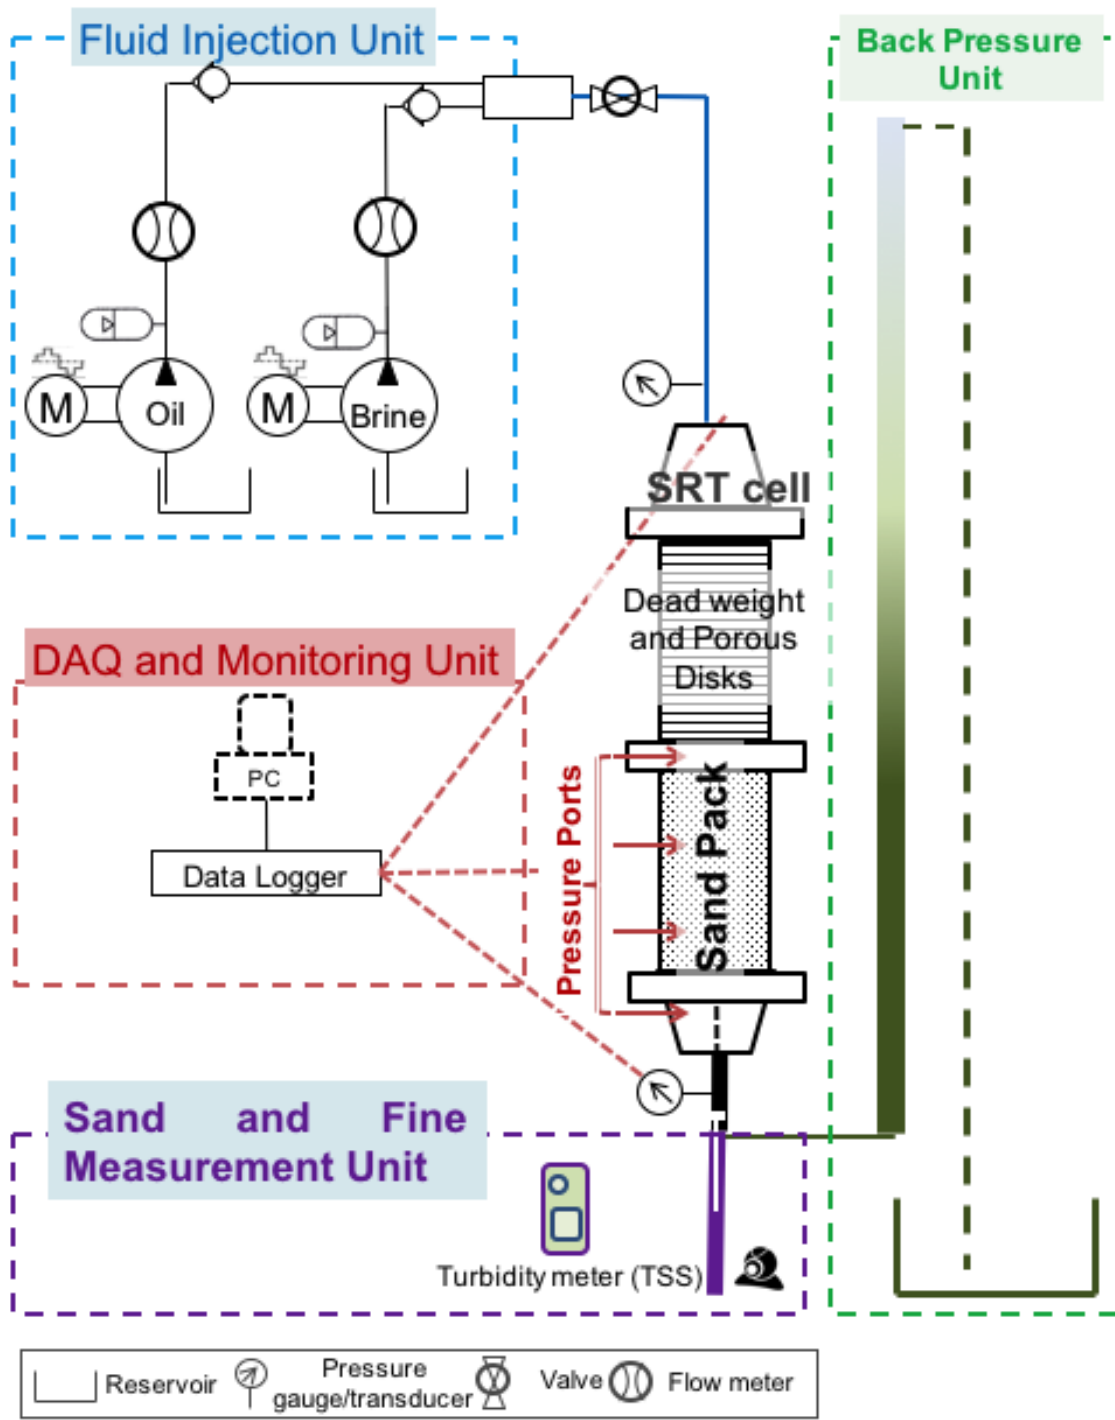 Fluid Injection Unit
Back Pressure
Unit
M
Oil
M
Brine
SRT cell
Dead weight
and Porous
Disks
DAQ and Monitoring Unit
PC
Data Logger
Pressure Ports
Sand Pack
Sand and Fine
Measurement Unit
Turbidity meter (TSS)
Reservoir
Pressure
gauge/transducer
Valve
Flow meter